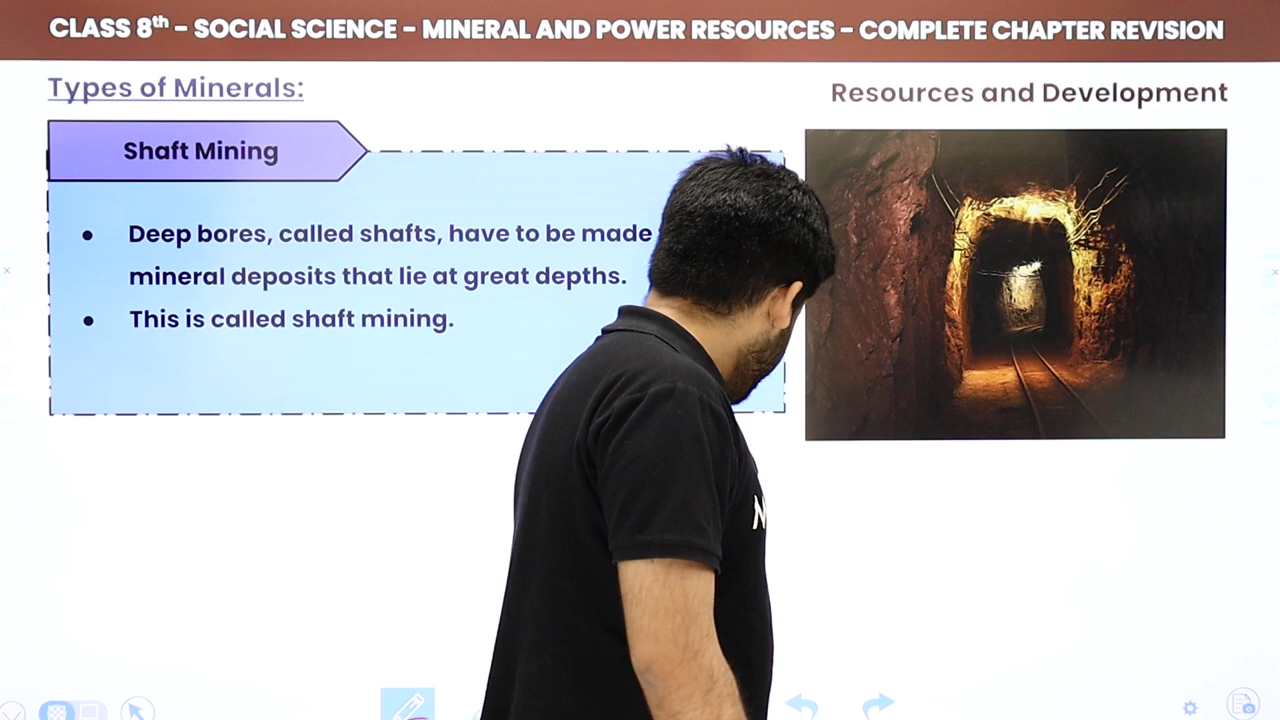 CLASS 8th – SOCIAL SCIENCE – MINERAL AND POWER RESOURCES – COMPLETE CHAPTER REVISION
Types of Minerals:
Resources and Development
Shaft Mining
● Deep bores, called shafts, have to be made
mineral deposits that lie at great depths.
● This is called shaft mining.